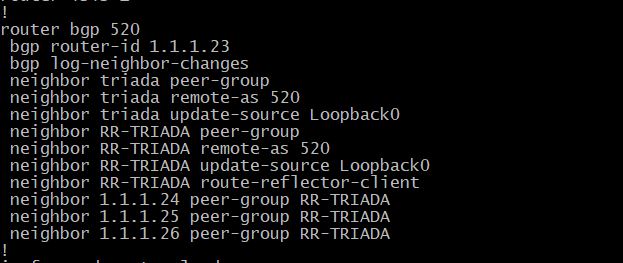 !
router bgp 520
 bgp router-id 1.1.1.23
 bgp log-neighbor-changes
 neighbor triada peer-group
 neighbor triada remote-as 520
 neighbor triada update-source Loopback0
 neighbor RR-TRIADA peer-group
 neighbor RR-TRIADA remote-as 520
 neighbor RR-TRIADA update-source Loopback0
 neighbor RR-TRIADA route-reflector-client
 neighbor 1.1.1.24 peer-group RR-TRIADA
 neighbor 1.1.1.25 peer-group RR-TRIADA
 neighbor 1.1.1.26 peer-group RR-TRIADA
!